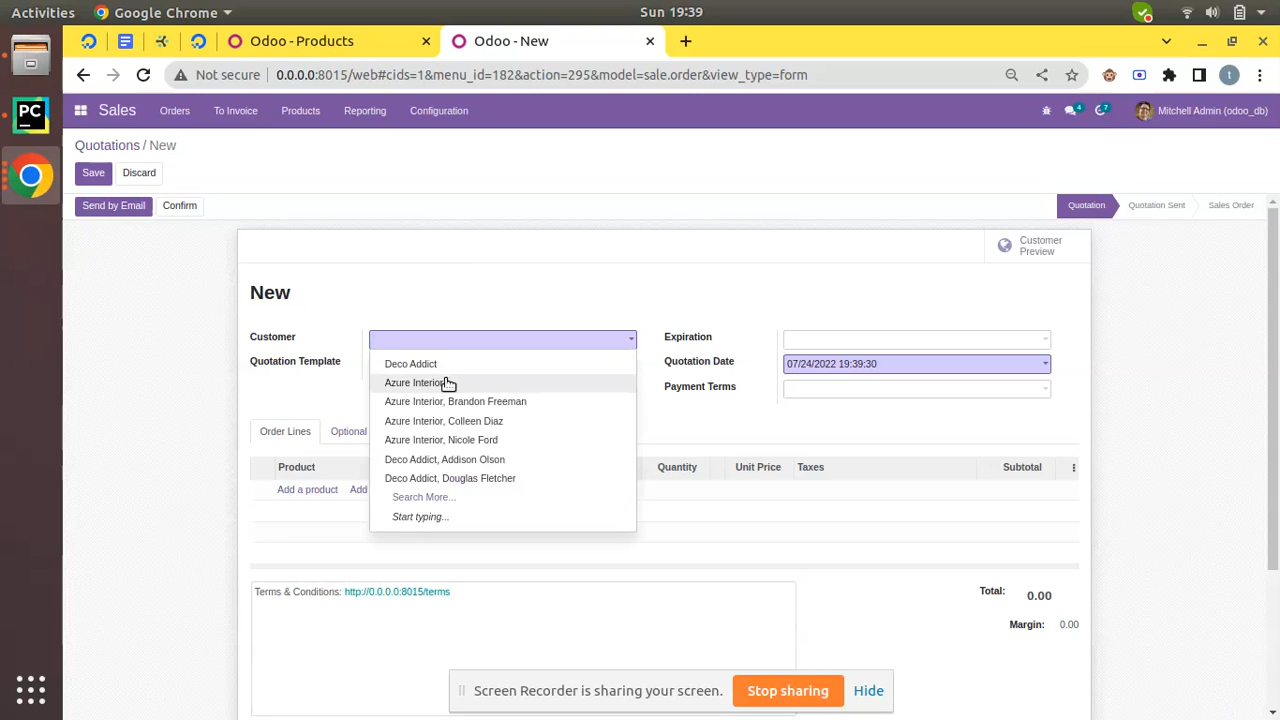 Activities Google Chrome Sun 19:39
Odoo - Products Odoo - New
Not secure 0.0.0.0:8015/web#cids=1&menu_id=182&action=295&model=sale.order&view_type=form
Sales Orders To Invoice Products Reporting Configuration 4 7 Mitchell Admin (odoo_db)
Quotations / New
Save Discard
Send by Email Confirm Quotation Quotation Sent Sales Order
Customer
Preview
New
Customer Expiration
Quotation Template Quotation Date 07/24/2022 19:39:30
Payment Terms
Deco Addict
Azure Interior
Azure Interior, Brandon Freeman
Azure Interior, Colleen Diaz
Azure Interior, Nicole Ford
Deco Addict, Addison Olson
Deco Addict, Douglas Fletcher
Search More...
Start typing...
Order Lines Optional
Product Quantity Unit Price Taxes Subtotal
Add a product Add
Terms & Conditions: http://0.0.0.0:8015/terms
Total: 0.00
Margin: 0.00
Screen Recorder is sharing your screen. Stop sharing Hide
PC
t